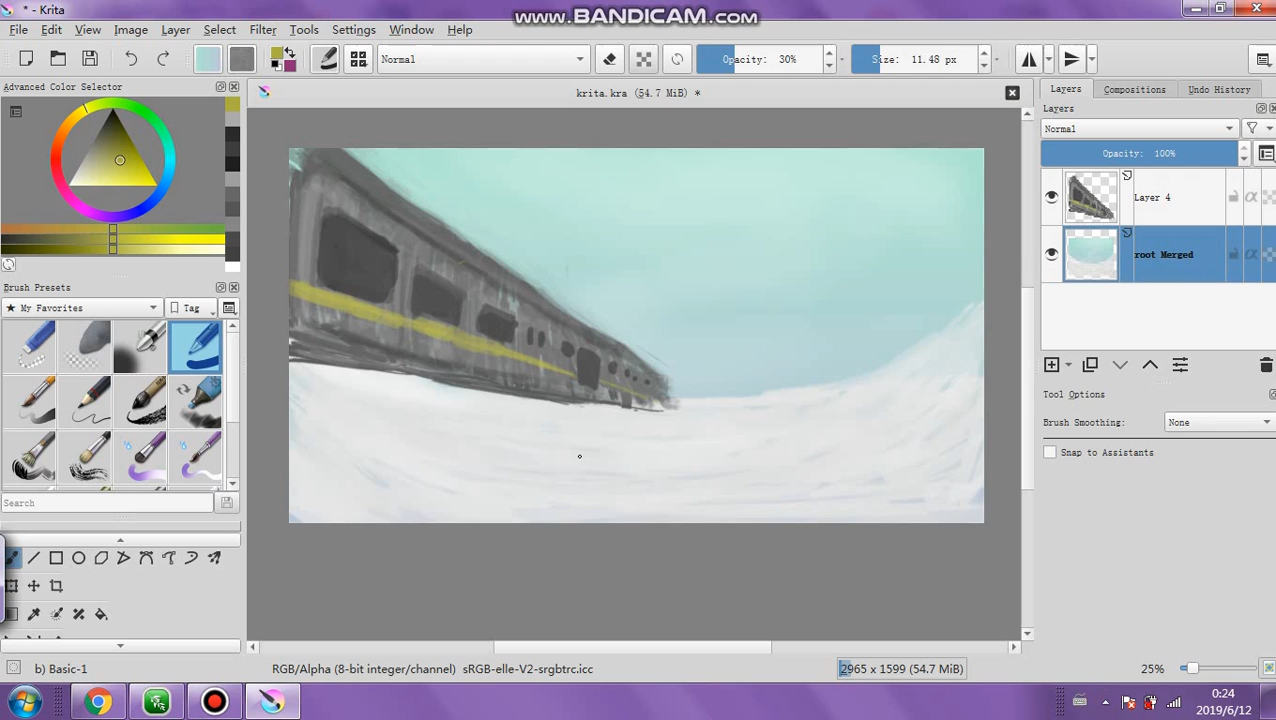 www.BANDICAM.com
* - Krita
File Edit View Image Layer Select Filter Tools Settings Window Help
Normal
Opacity: 30%
Size: 11.48 px
Advanced Color Selector
krita.kra (54.7 MiB) *
Layers Compositions Undo History
Layers
Normal
Opacity: 100%
Layer 4
root Merged
Brush Presets
★ My Favorites
Tag
Search
Tool Options
Brush Smoothing: None
Snap to Assistants
b) Basic-1
RGB/Alpha (8-bit integer/channel) sRGB-elle-V2-srgbtrc.icc
2965 x 1599 (54.7 MiB)
25%
0:24
2019/6/12